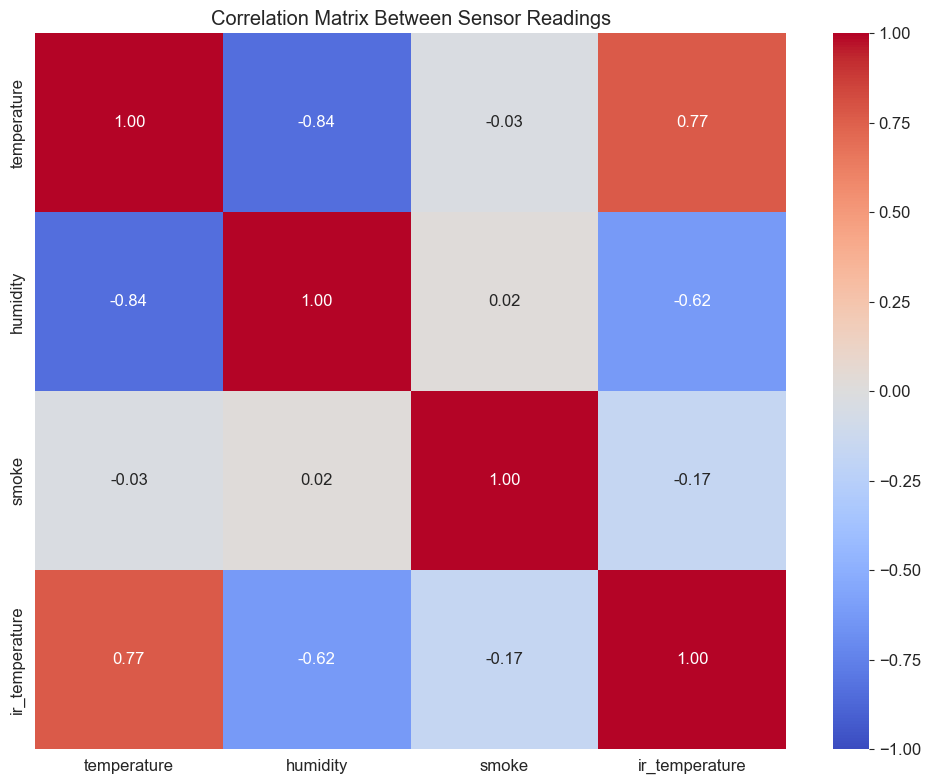 Correlation Matrix Between Sensor Readings
temperature
1.00
-0.84
-0.03
0.77
humidity
-0.84
1.00
0.02
-0.62
smoke
-0.03
0.02
1.00
-0.17
ir_temperature
0.77
-0.62
-0.17
1.00
temperature
humidity
smoke
ir_temperature
1.00
0.75
0.50
0.25
0.00
−0.25
−0.50
−0.75
−1.00